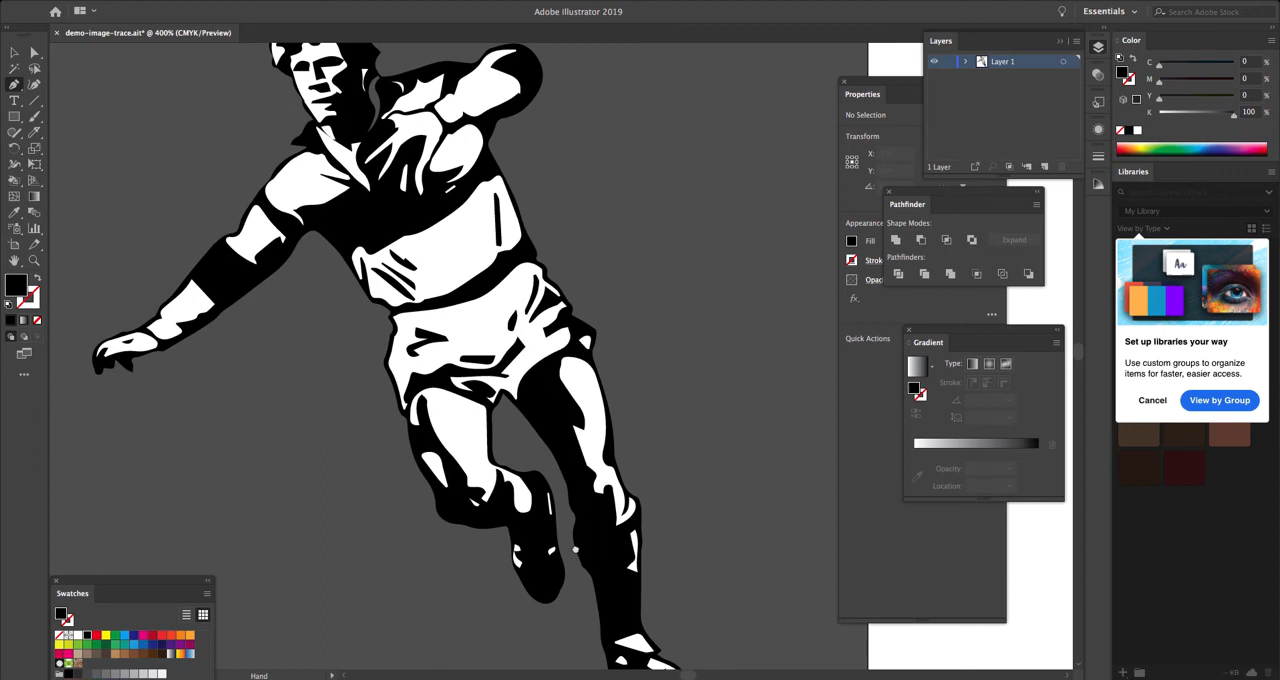 Adobe Illustrator 2019
Essentials
Search Adobe Stock
× demo-image-trace.ait* @ 400% (CMYK/Preview)
Layers
Layer 1
1 Layer
Properties
No Selection
Transform
X:
Y:
Appearance
Fill
Strok
Opac
fx.
Quick Actions
Pathfinder
Shape Modes:
Expand
Pathfinders:
Gradient
Type:
Stroke:
Opacity:
Location:
Color
C 0 %
M 0 %
Y 0 %
K 100 %
Libraries
My Library
View by Type
Aa
Set up libraries your way
Use custom groups to organize
items for faster, easier access.
Cancel
View by Group
-- KB
Swatches
Hand